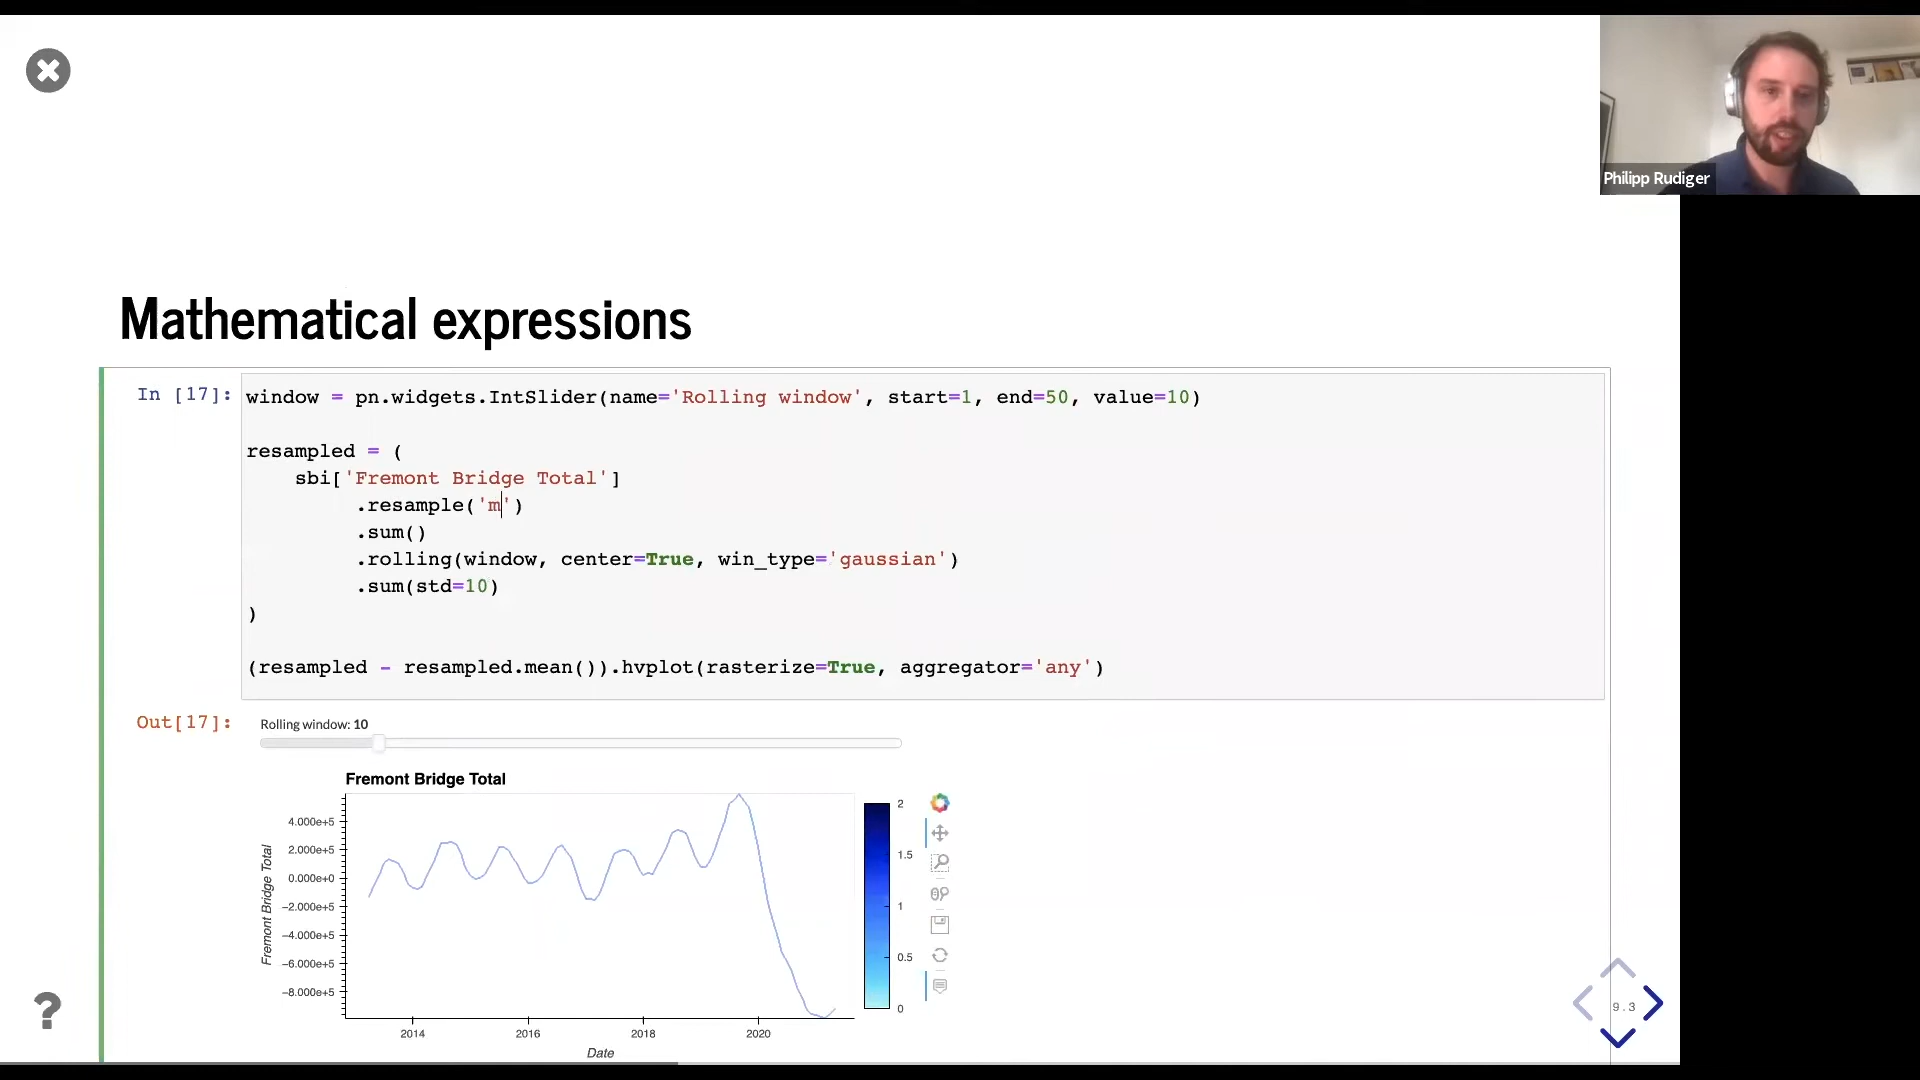 Philipp Rudiger
Mathematical expressions
In [17]:
window = pn.widgets.IntSlider(name='Rolling window', start=1, end=50, value=10)
resampled = (
sbi['Fremont Bridge Total']
.resample('m')
.sum()
.rolling(window, center=True, win_type='gaussian')
.sum(std=10)
)
(resampled - resampled.mean()).hvplot(rasterize=True, aggregator='any')
Out[17]:
Rolling window: 10
Fremont Bridge Total
Fremont Bridge Total
4.000e+5
2.000e+5
0.000e+0
−2.000e+5
−4.000e+5
−6.000e+5
−8.000e+5
2014
2016
2018
2020
Date
2
1.5
1
0.5
0
?
9.3